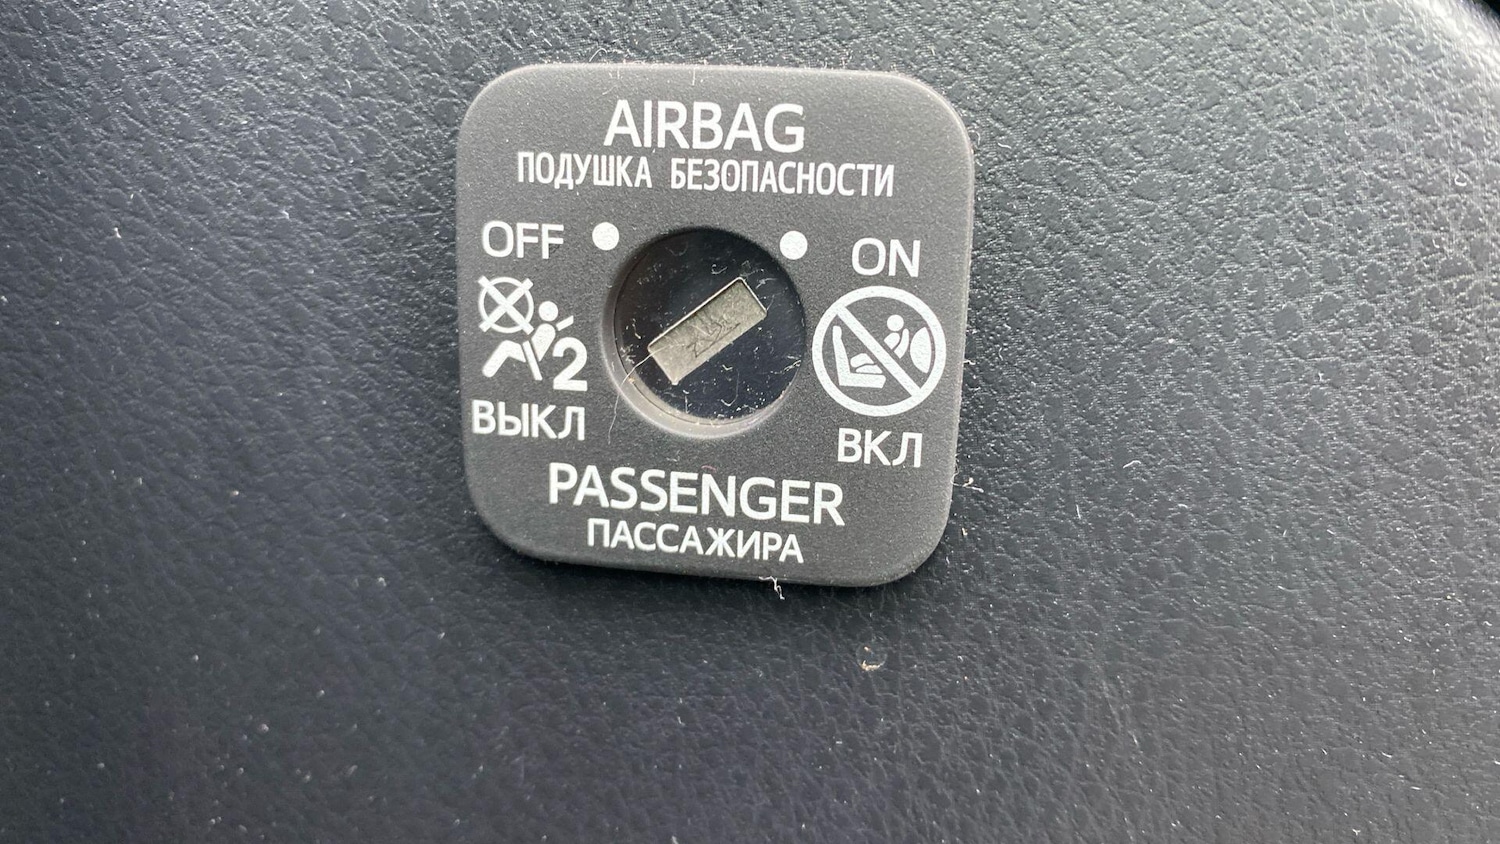 AIRBAG
ПОДУШКА БЕЗОПАСНОСТИ
OFF
ON
2
ВЫКЛ
ВКЛ
PASSENGER
ПАССАЖИРА